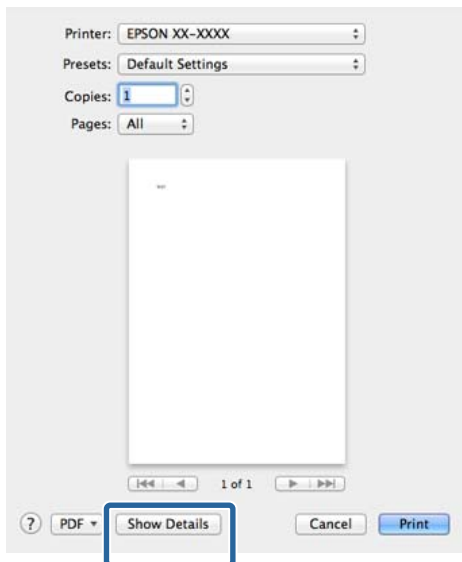 Printer: EPSON XX-XXXX
Presets: Default Settings
Copies: 1
Pages: All
1 of 1
? PDF Show Details Cancel Print